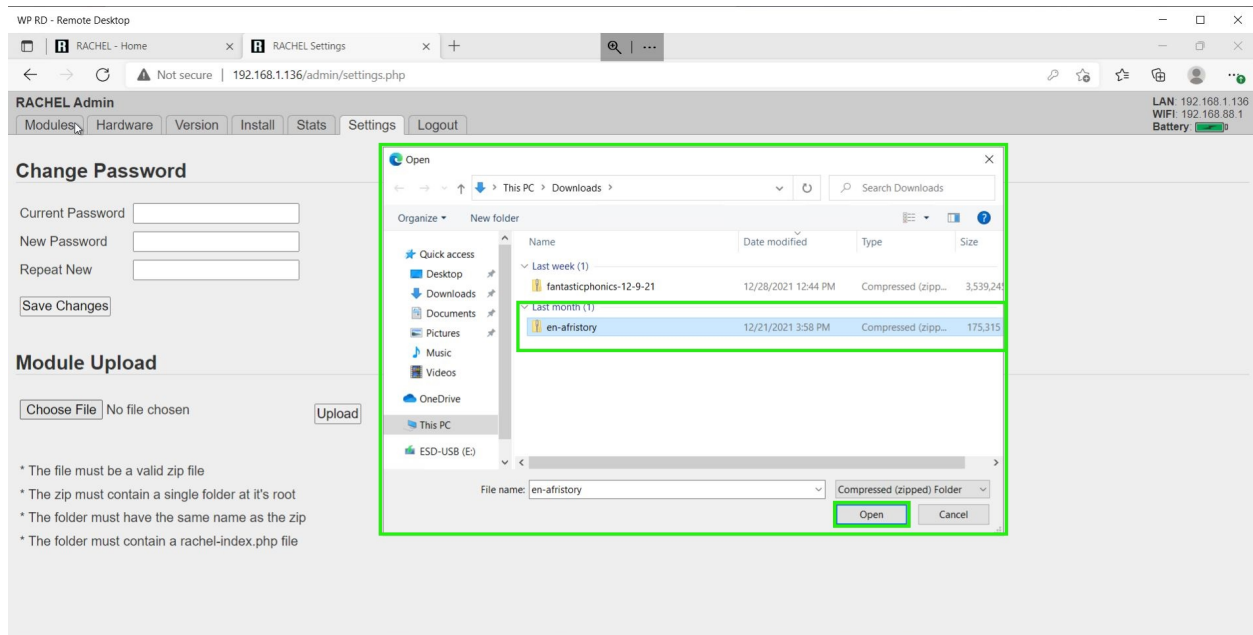 WP RD - Remote Desktop
RACHEL - Home
RACHEL Settings
Not secure | 192.168.1.136/admin/settings.php
RACHEL Admin
LAN: 192.168.1.136
WIFI: 192.168.88.1
Battery:
Modules Hardware Version Install Stats Settings Logout
Change Password
Current Password
New Password
Repeat New
Save Changes
Module Upload
Choose File No file chosen
Upload
* The file must be a valid zip file
* The zip must contain a single folder at it's root
* The folder must have the same name as the zip
* The folder must contain a rachel-index.php file
Open
This PC > Downloads >
Search Downloads
Organize New folder
Quick access
Desktop
Downloads
Documents
Pictures
Music
Videos
OneDrive
This PC
ESD-USB (E:)
Name Date modified Type Size
Last week (1)
fantasticphonics-12-9-21 12/28/2021 12:44 PM Compressed (zipp... 3,539,245
Last month (1)
en-afristory 12/21/2021 3:58 PM Compressed (zipp... 175,315
File name: en-afristory
Compressed (zipped) Folder
Open Cancel